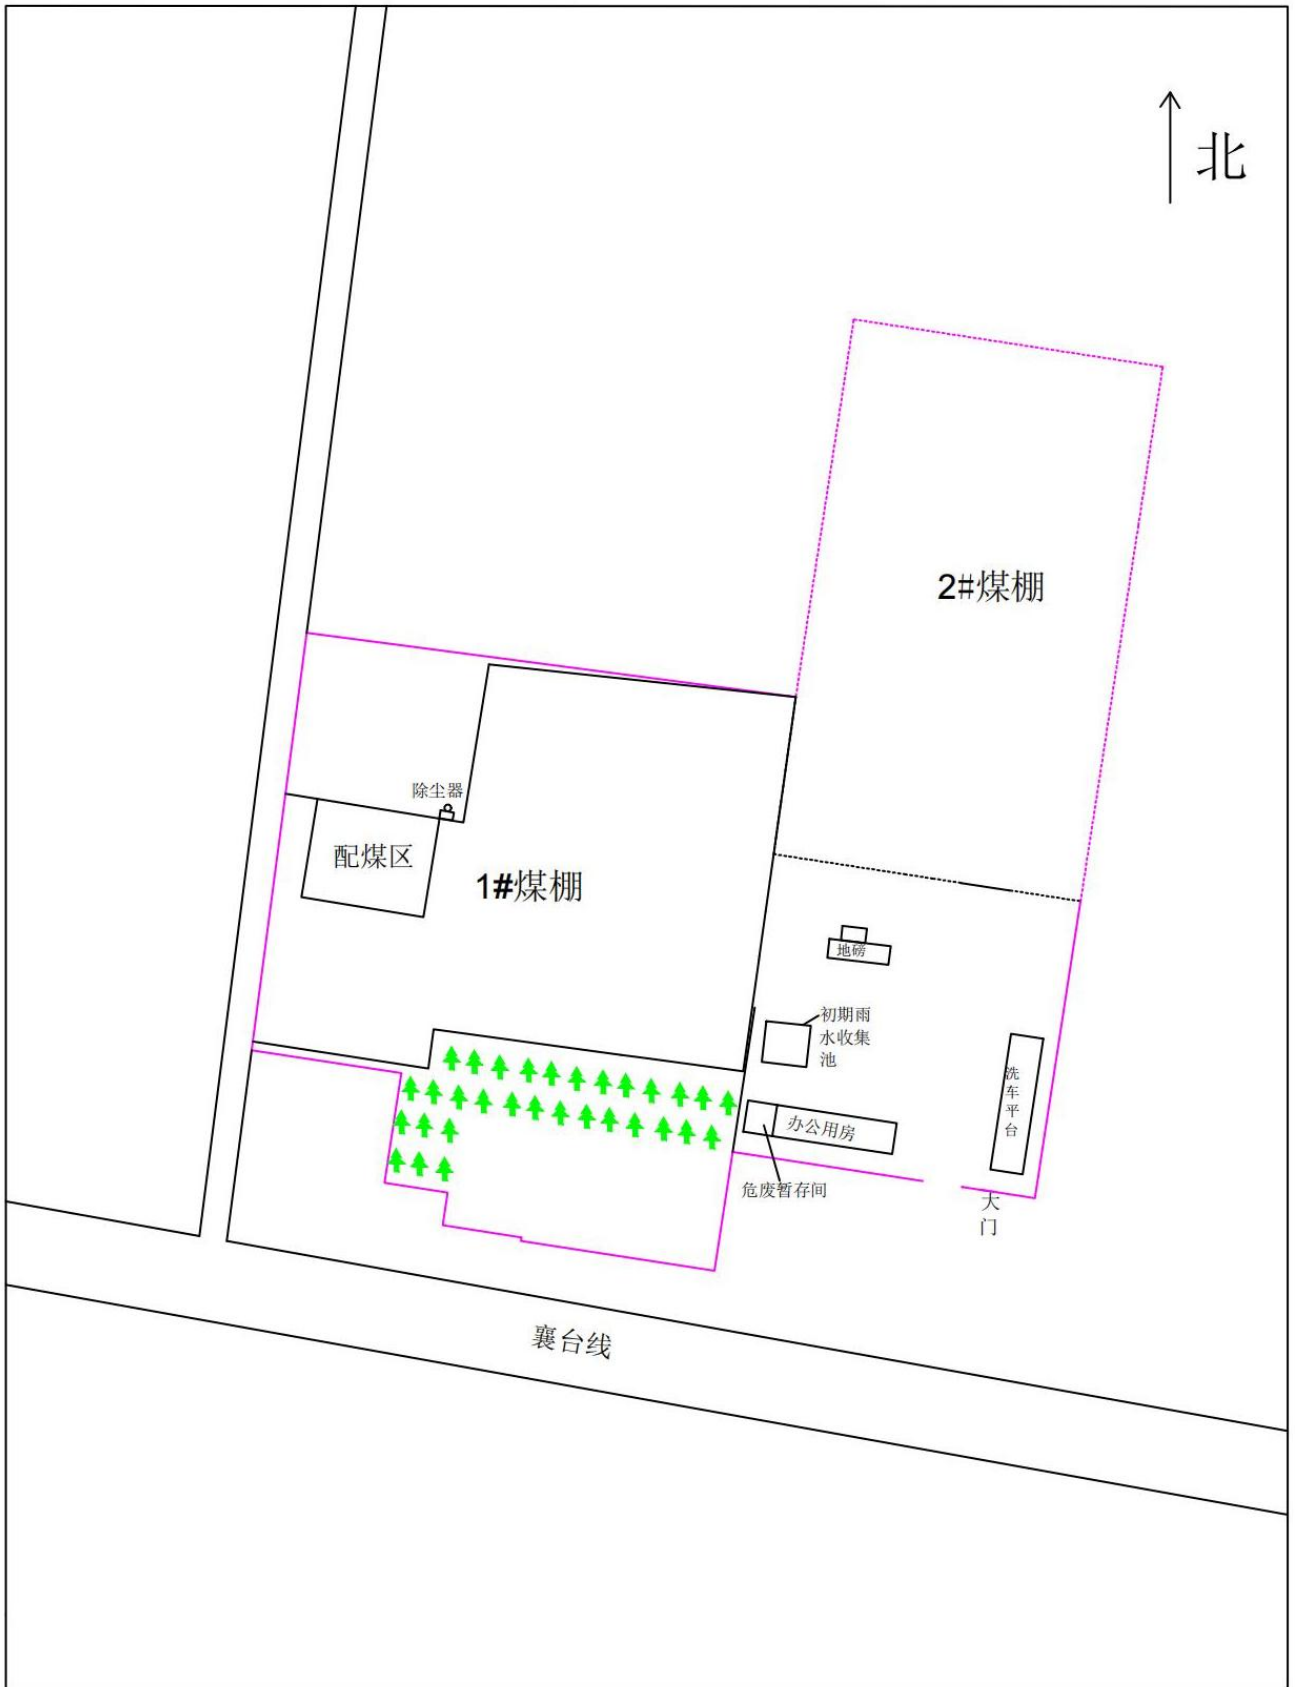 北
2#煤棚
除尘器
配煤区
1#煤棚
地磅
初期雨
水收集
池
洗
车
平
台
办公用房
危废暂存间
大
门
襄台线